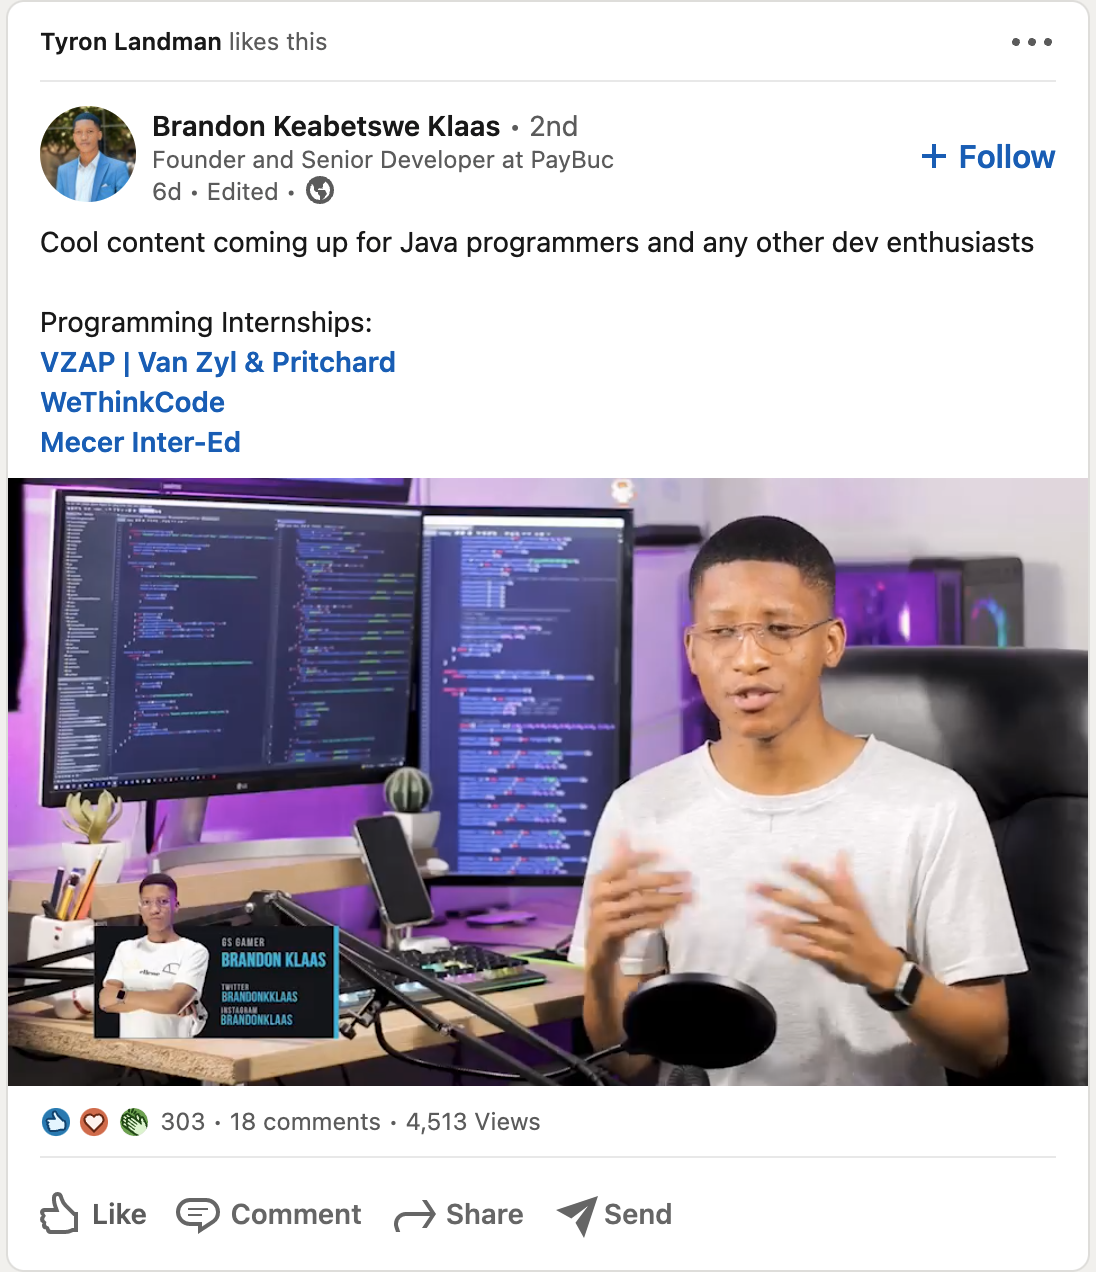 Tyron Landman likes this
Brandon Keabetswe Klaas • 2nd
Founder and Senior Developer at PayBuc
6d • Edited •
+ Follow
Cool content coming up for Java programmers and any other dev enthusiasts
Programming Internships:
VZAP | Van Zyl & Pritchard
WeThinkCode
Mecer Inter-Ed
GS GAMER
BRANDON KLAAS
TWITTER
BRANDONKKLAAS
INSTAGRAM
BRANDONKLAAS
303 • 18 comments • 4,513 Views
Like Comment Share Send